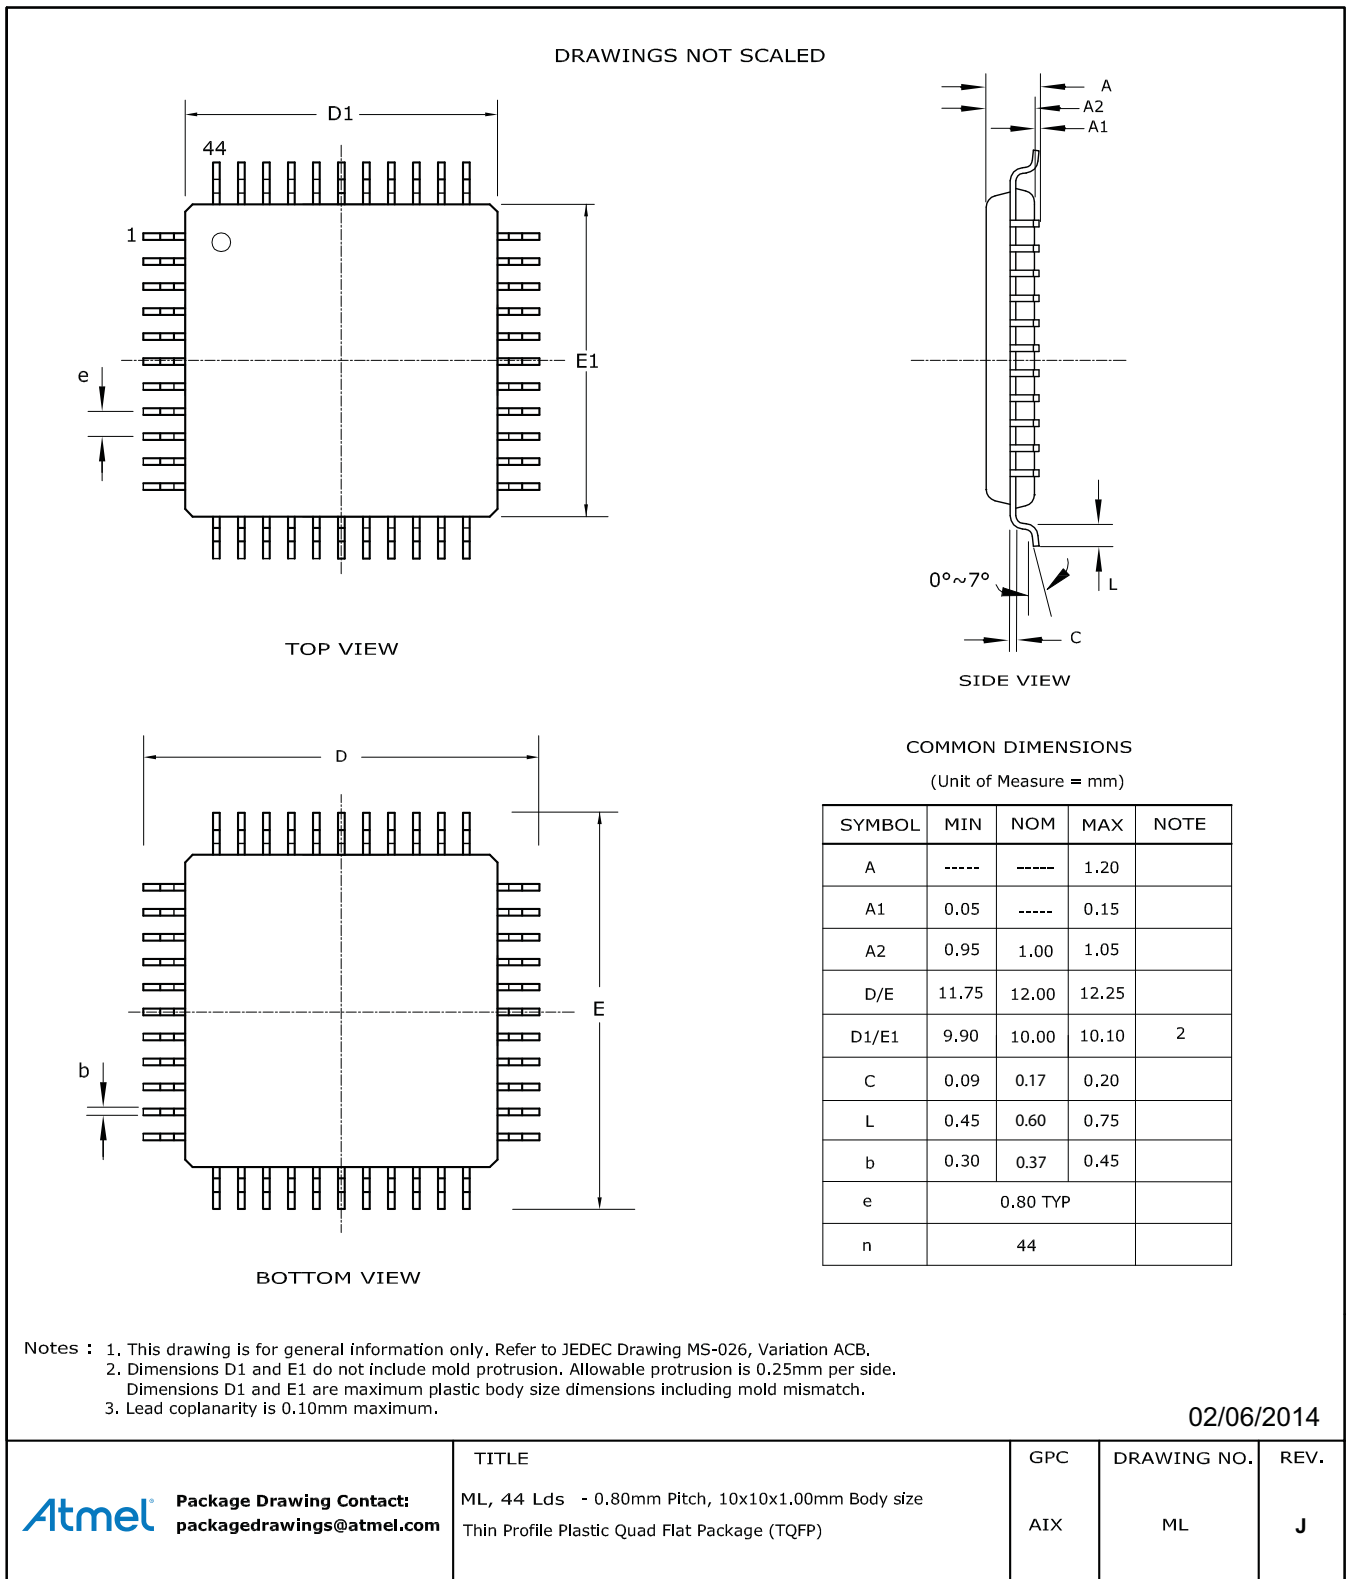 DRAWINGS NOT SCALED
D1
44
1
E1
e
TOP VIEW
A
A2
A1
0°~7°
L
C
SIDE VIEW
D
E
b
BOTTOM VIEW
COMMON DIMENSIONS
(Unit of Measure = mm)
SYMBOL MIN NOM MAX NOTE
A ----- ----- 1.20
A1 0.05 ----- 0.15
A2 0.95 1.00 1.05
D/E 11.75 12.00 12.25
D1/E1 9.90 10.00 10.10 2
C 0.09 0.17 0.20
L 0.45 0.60 0.75
b 0.30 0.37 0.45
e 0.80 TYP
n 44
Notes : 1. This drawing is for general information only. Refer to JEDEC Drawing MS-026, Variation ACB.
2. Dimensions D1 and E1 do not include mold protrusion. Allowable protrusion is 0.25mm per side.
Dimensions D1 and E1 are maximum plastic body size dimensions including mold mismatch.
3. Lead coplanarity is 0.10mm maximum.
02/06/2014
Atmel
Package Drawing Contact:
packagedrawings@atmel.com
TITLE
ML, 44 Lds - 0.80mm Pitch, 10x10x1.00mm Body size
Thin Profile Plastic Quad Flat Package (TQFP)
GPC
AIX
DRAWING NO.
ML
REV.
J